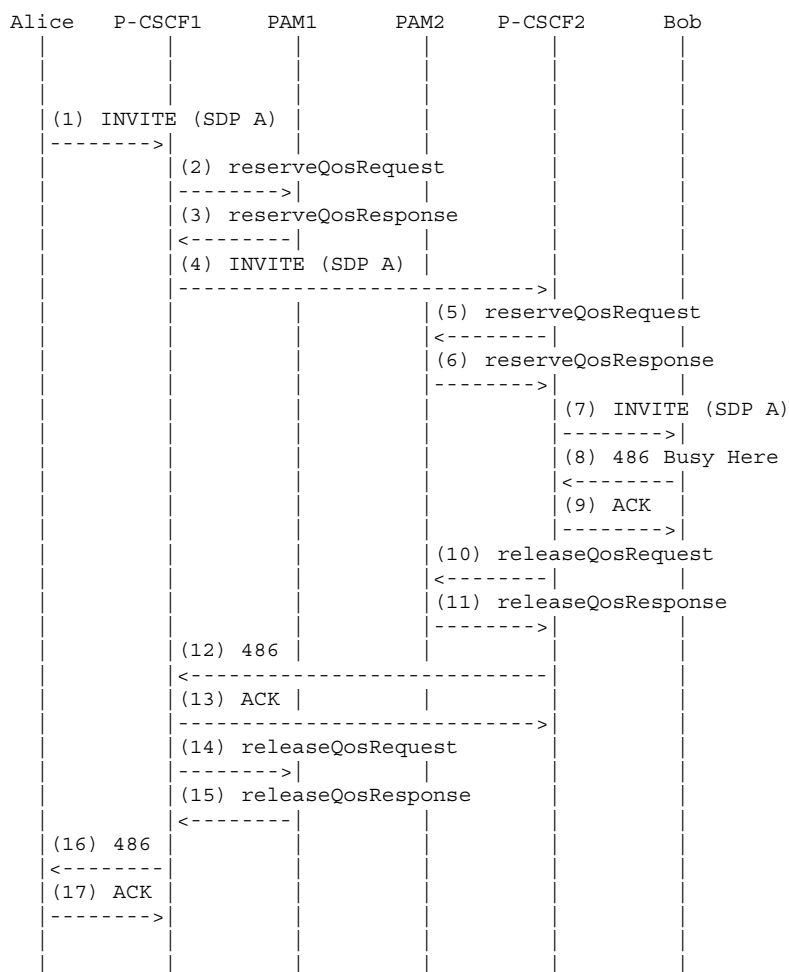 Alice P-CSCF1 PAM1 PAM2 P-CSCF2 Bob
(1) INVITE (SDP A)
(2) reserveQosRequest
(3) reserveQosResponse
(4) INVITE (SDP A)
(5) reserveQosRequest
(6) reserveQosResponse
(7) INVITE (SDP A)
(8) 486 Busy Here
(9) ACK
(10) releaseQosRequest
(11) releaseQosResponse
(12) 486
(13) ACK
(14) releaseQosRequest
(15) releaseQosResponse
(16) 486
(17) ACK